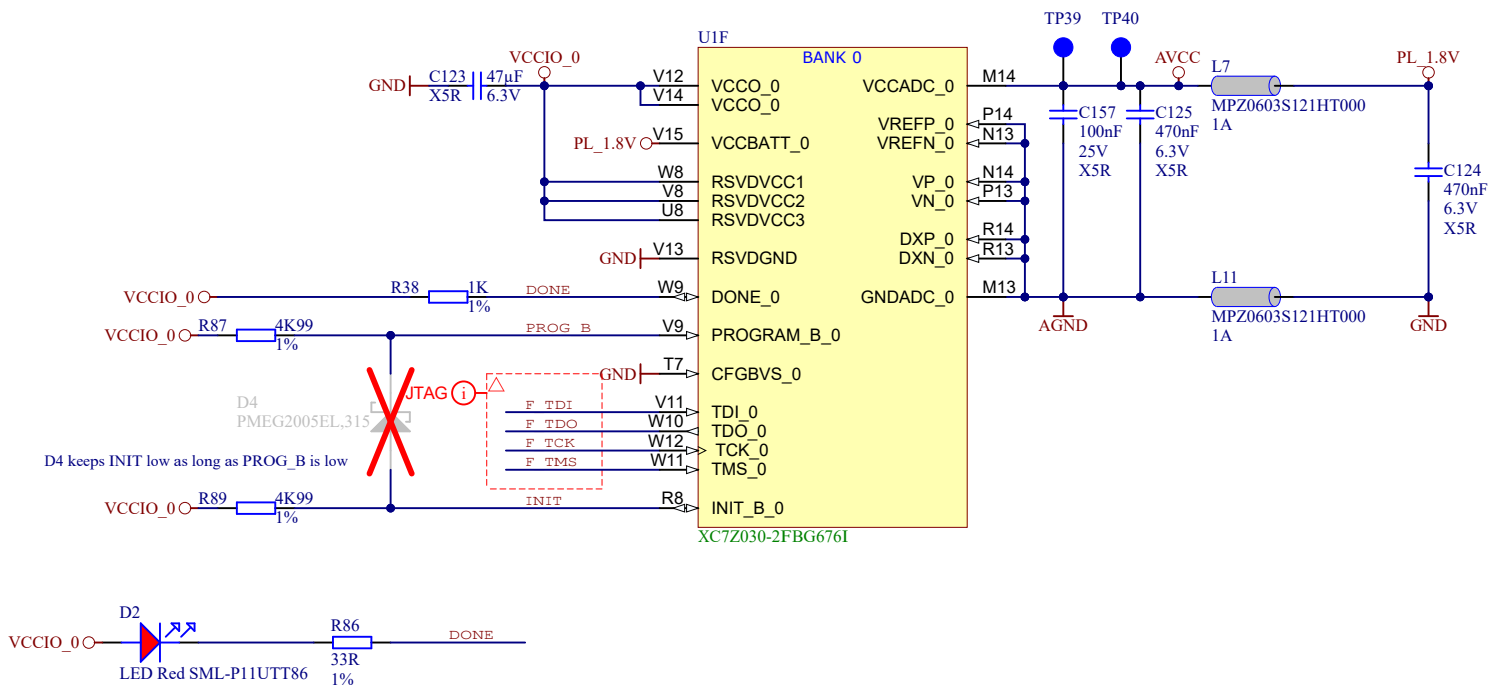 TP39 TP40
U1F
BANK 0
VCCIO_0
GND C123 47µF
X5R 6.3V
V12 VCCO_0
V14 VCCO_0
PL_1.8V V15 VCCBATT_0
W8 RSVDVCC1
V8 RSVDVCC2
U8 RSVDVCC3
GND V13 RSVDGND
VCCIO_0 R38 1K DONE W9 DONE_0
1%
VCCIO_0 R87 4K99 PROG_B V9 PROGRAM_B_0
1%
GND T7 CFGBVS_0
JTAG i
D4
PMEG2005EL,315
F_TDI V11 TDI_0
F_TDO W10 TDO_0
F_TCK W12 TCK_0
F_TMS W11 TMS_0
D4 keeps INIT low as long as PROG_B is low
VCCIO_0 R89 4K99 INIT R8 INIT_B_0
1%
XC7Z030-2FBG676I
VCCADC_0 M14
VREFP_0 P14
VREFN_0 N13
VP_0 N14
VN_0 P13
DXP_0 R14
DXN_0 R13
GNDADC_0 M13
AVCC
L7
MPZ0603S121HT000
1A
PL_1.8V
C157
100nF
25V
X5R
C125
470nF
6.3V
X5R
C124
470nF
6.3V
X5R
AGND
L11
MPZ0603S121HT000
1A
GND
D2
VCCIO_0
LED Red SML-P11UTT86
R86
33R
1%
DONE